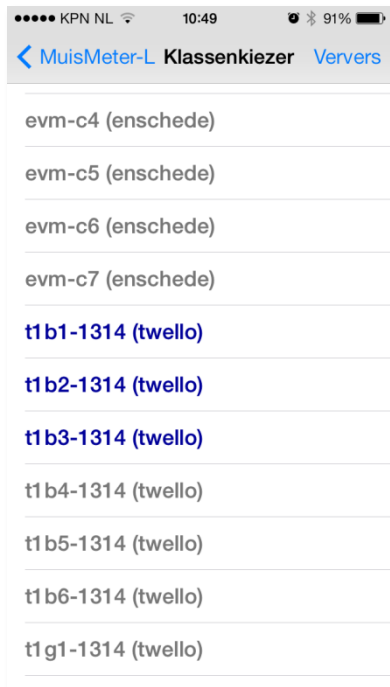 KPN NL 10:49 91%
MuisMeter-L Klassenkiezer Ververs
evm-c4 (enschede)
evm-c5 (enschede)
evm-c6 (enschede)
evm-c7 (enschede)
t1b1-1314 (twello)
t1b2-1314 (twello)
t1b3-1314 (twello)
t1b4-1314 (twello)
t1b5-1314 (twello)
t1b6-1314 (twello)
t1g1-1314 (twello)